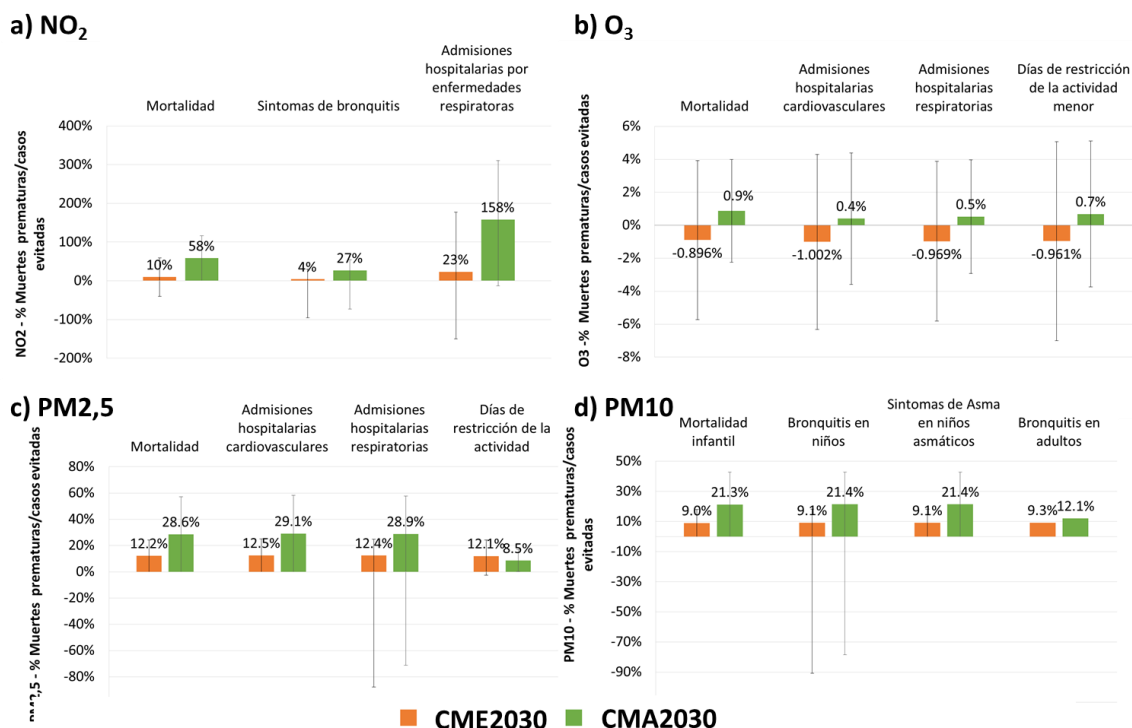 a) NO2
Admisiones
hospitalarias por
enfermedades
respiratoras
Mortalidad
Sintomas de bronquitis
NO2 - % Muertes prematuras/casos
evitadas
400%
300%
200%
100%
0%
-100%
-200%
10%
58%
4%
27%
23%
158%
b) O3
Mortalidad
Admisiones
hospitalarias
cardiovasculares
Admisiones
hospitalarias
respiratorias
Días de restricción
de la actividad
menor
O3 -% Muertes prematuras/casos evitadas
6%
4%
2%
0%
-2%
-4%
-6%
-8%
-0.896%
0.9%
-1.002%
0.4%
-0.969%
0.5%
-0.961%
0.7%
c) PM2,5
Mortalidad
Admisiones
hospitalarias
cardiovasculares
Admisiones
hospitalarias
respiratorias
Días de
restricción de la
actividad
PM2,5 - % Muertes prematuras/casos evitadas
80%
60%
40%
20%
0%
-20%
-40%
-60%
-80%
12.2%
28.6%
12.5%
29.1%
12.4%
28.9%
12.1%
8.5%
d) PM10
Mortalidad
infantil
Bronquitis en
niños
Sintomas de Asma
en niños
asmáticos
Bronquitis en
adultos
PM10 - % Muertes prematuras/casos
evitadas
50%
30%
10%
-10%
-30%
-50%
-70%
-90%
9.0%
21.3%
9.1%
21.4%
9.1%
21.4%
9.3%
12.1%
CME2030
CMA2030